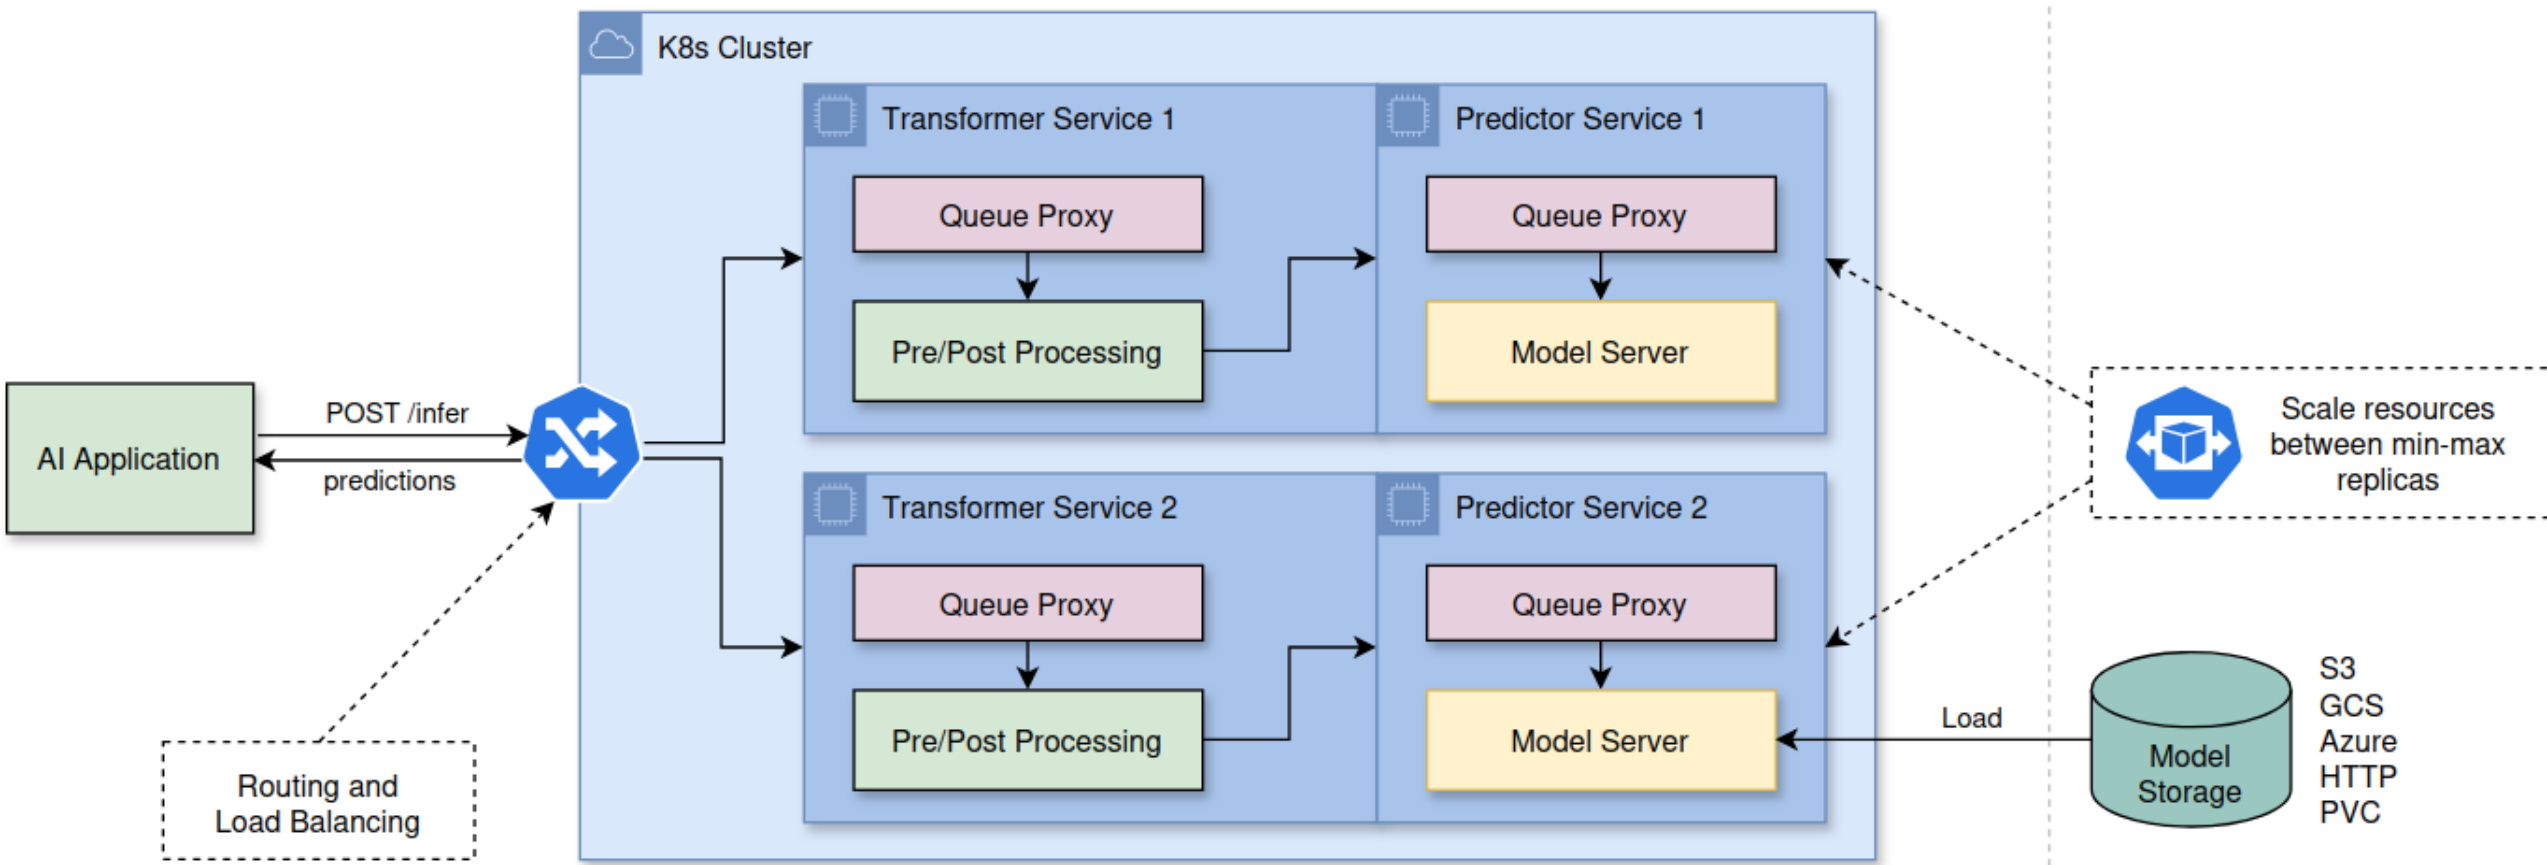 K8s Cluster
Transformer Service 1
Predictor Service 1
Queue Proxy
Queue Proxy
Pre/Post Processing
Model Server
AI Application
POST /infer
predictions
Scale resources
between min-max
replicas
Transformer Service 2
Predictor Service 2
Queue Proxy
Queue Proxy
Pre/Post Processing
Model Server
Load
Model
Storage
S3
GCS
Azure
HTTP
PVC
Routing and
Load Balancing